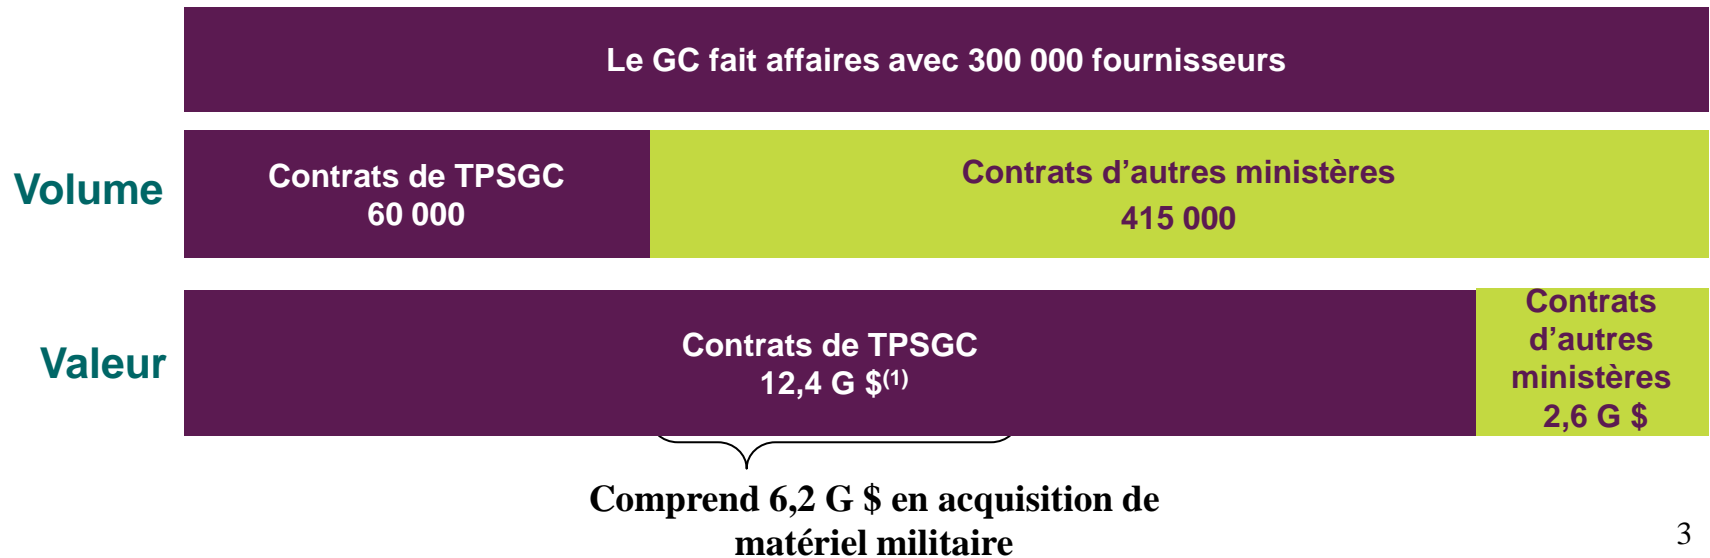 Le GC fait affaires avec 300 000 fournisseurs
Volume
Contrats de TPSGC
60 000
Contrats d’autres ministères
415 000
Valeur
Contrats de TPSGC
12,4 G $(1)
Contrats
d’autres
ministères
2,6 G $
Comprend 6,2 G $ en acquisition de
matériel militaire
3